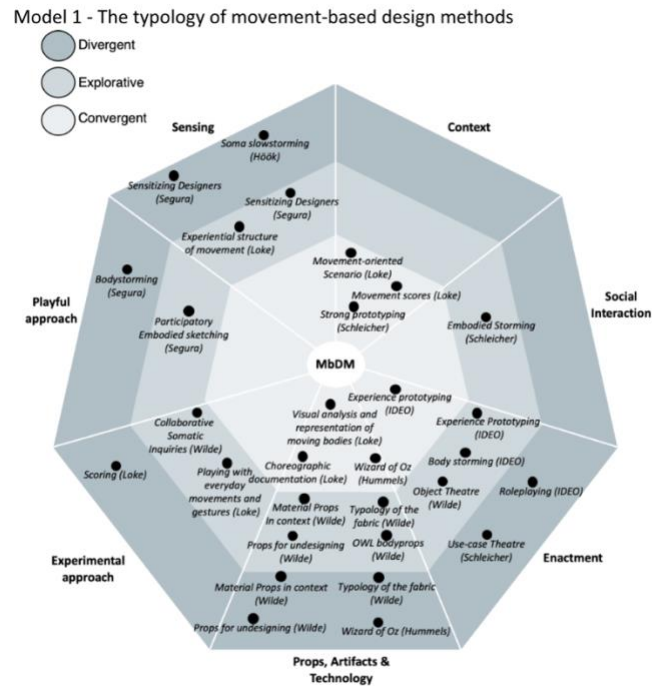 Model 1 - The typology of movement-based design methods
Divergent
Explorative
Convergent
Sensing
Context
Soma slowstorming
(Höök)
Sensitizing Designers
(Segura)
Sensitizing Designers
(Segura)
Experiential structure
of movement (Loke)
Movement-oriented
Scenario (Loke)
Movement scores (Loke)
Strong prototyping
(Schleicher)
Bodystorming
(Segura)
Playful
approach
Participatory
Embodied sketching
(Segura)
Social
Interaction
Embodied Storming
(Schleicher)
MbDM
Experience prototyping
(IDEO)
Visual analysis and
representation of
moving bodies (Loke)
Experience Prototyping
(IDEO)
Collaborative
Somatic
Inquiries (Wilde)
Scoring (Loke)
Playing with
everyday
movements and
gestures (Loke)
Choreographic
documentation (Loke)
Wizard of Oz
(Hummels)
Body storming (IDEO)
Object Theatre
(Wilde)
Roleplaying (IDEO)
Material Props
in context (Wilde)
Typology of the
fabric (Wilde)
Props for undesigning
(Wilde)
OWL bodyprops
(Wilde)
Use-case Theatre
(Schleicher)
Experimental
approach
Enactment
Material Props in context
(Wilde)
Typology of the fabric
(Wilde)
Props for undesigning (Wilde)
Wizard of Oz (Hummels)
Props, Artifacts &
Technology